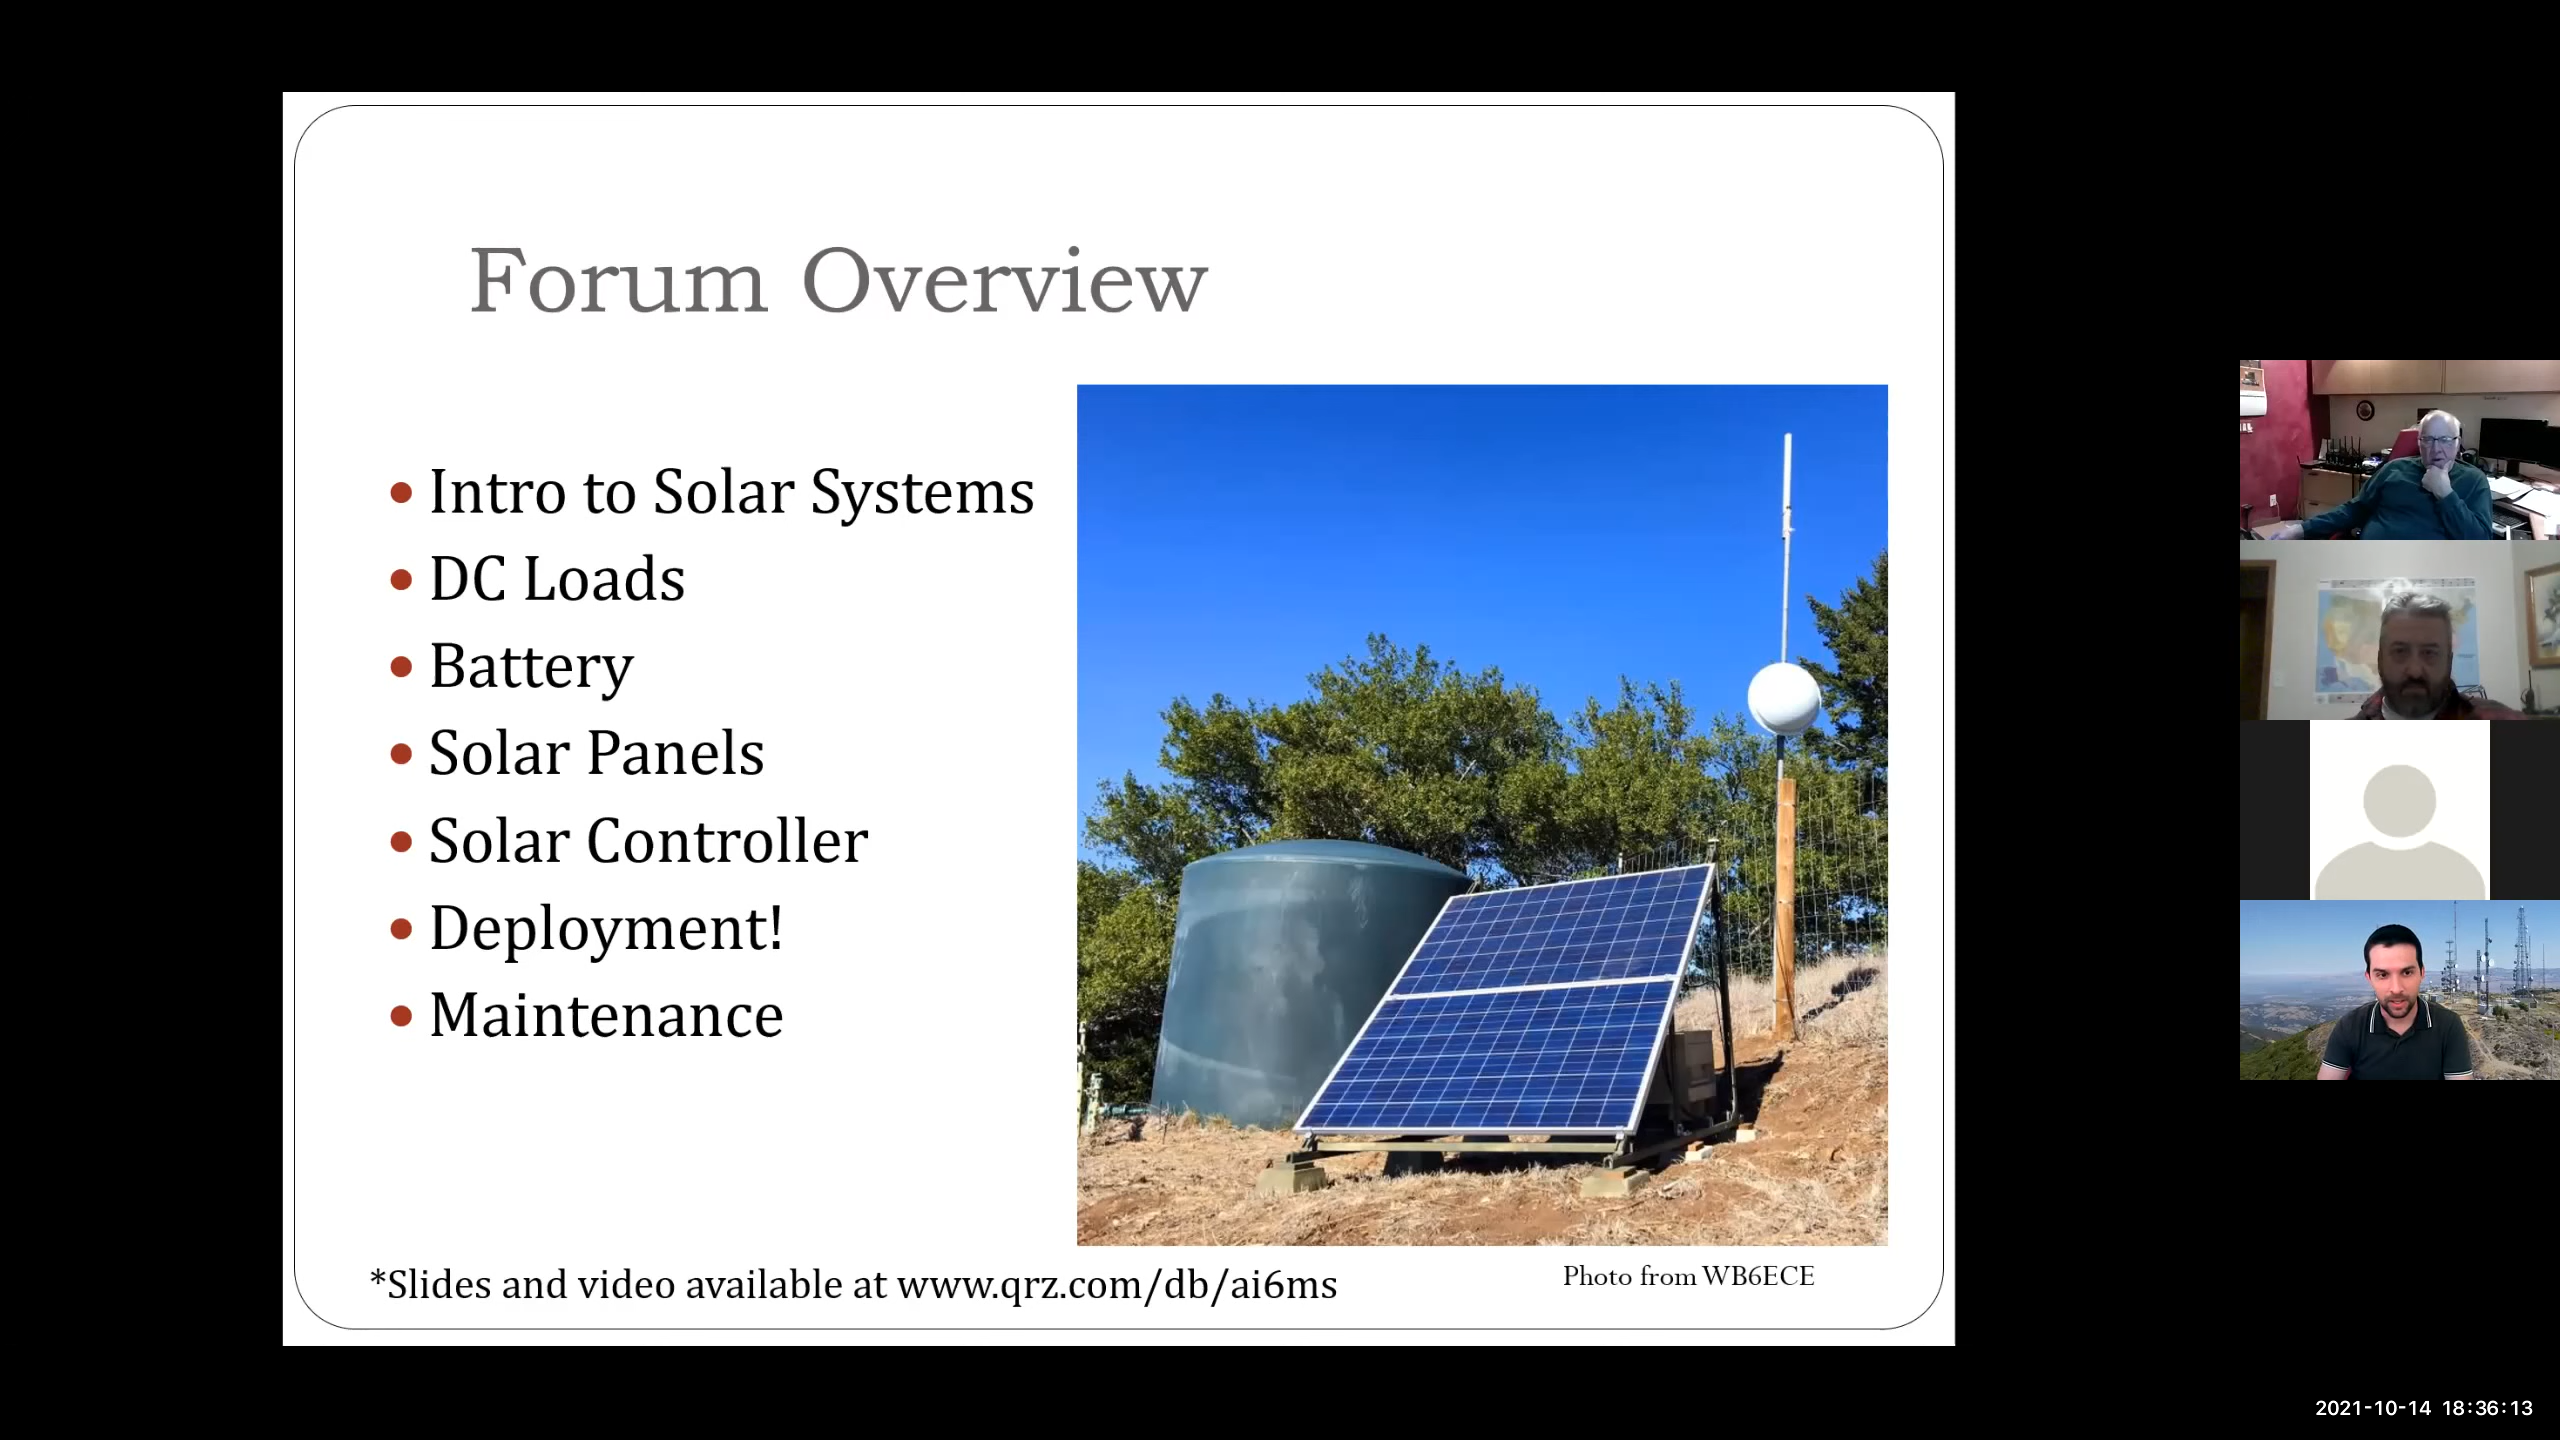 Forum Overview
Intro to Solar Systems
DC Loads
Battery
Solar Panels
Solar Controller
Deployment!
Maintenance
*Slides and video available at www.qrz.com/db/ai6ms
Photo from WB6ECE
2021-10-14 18:36:13